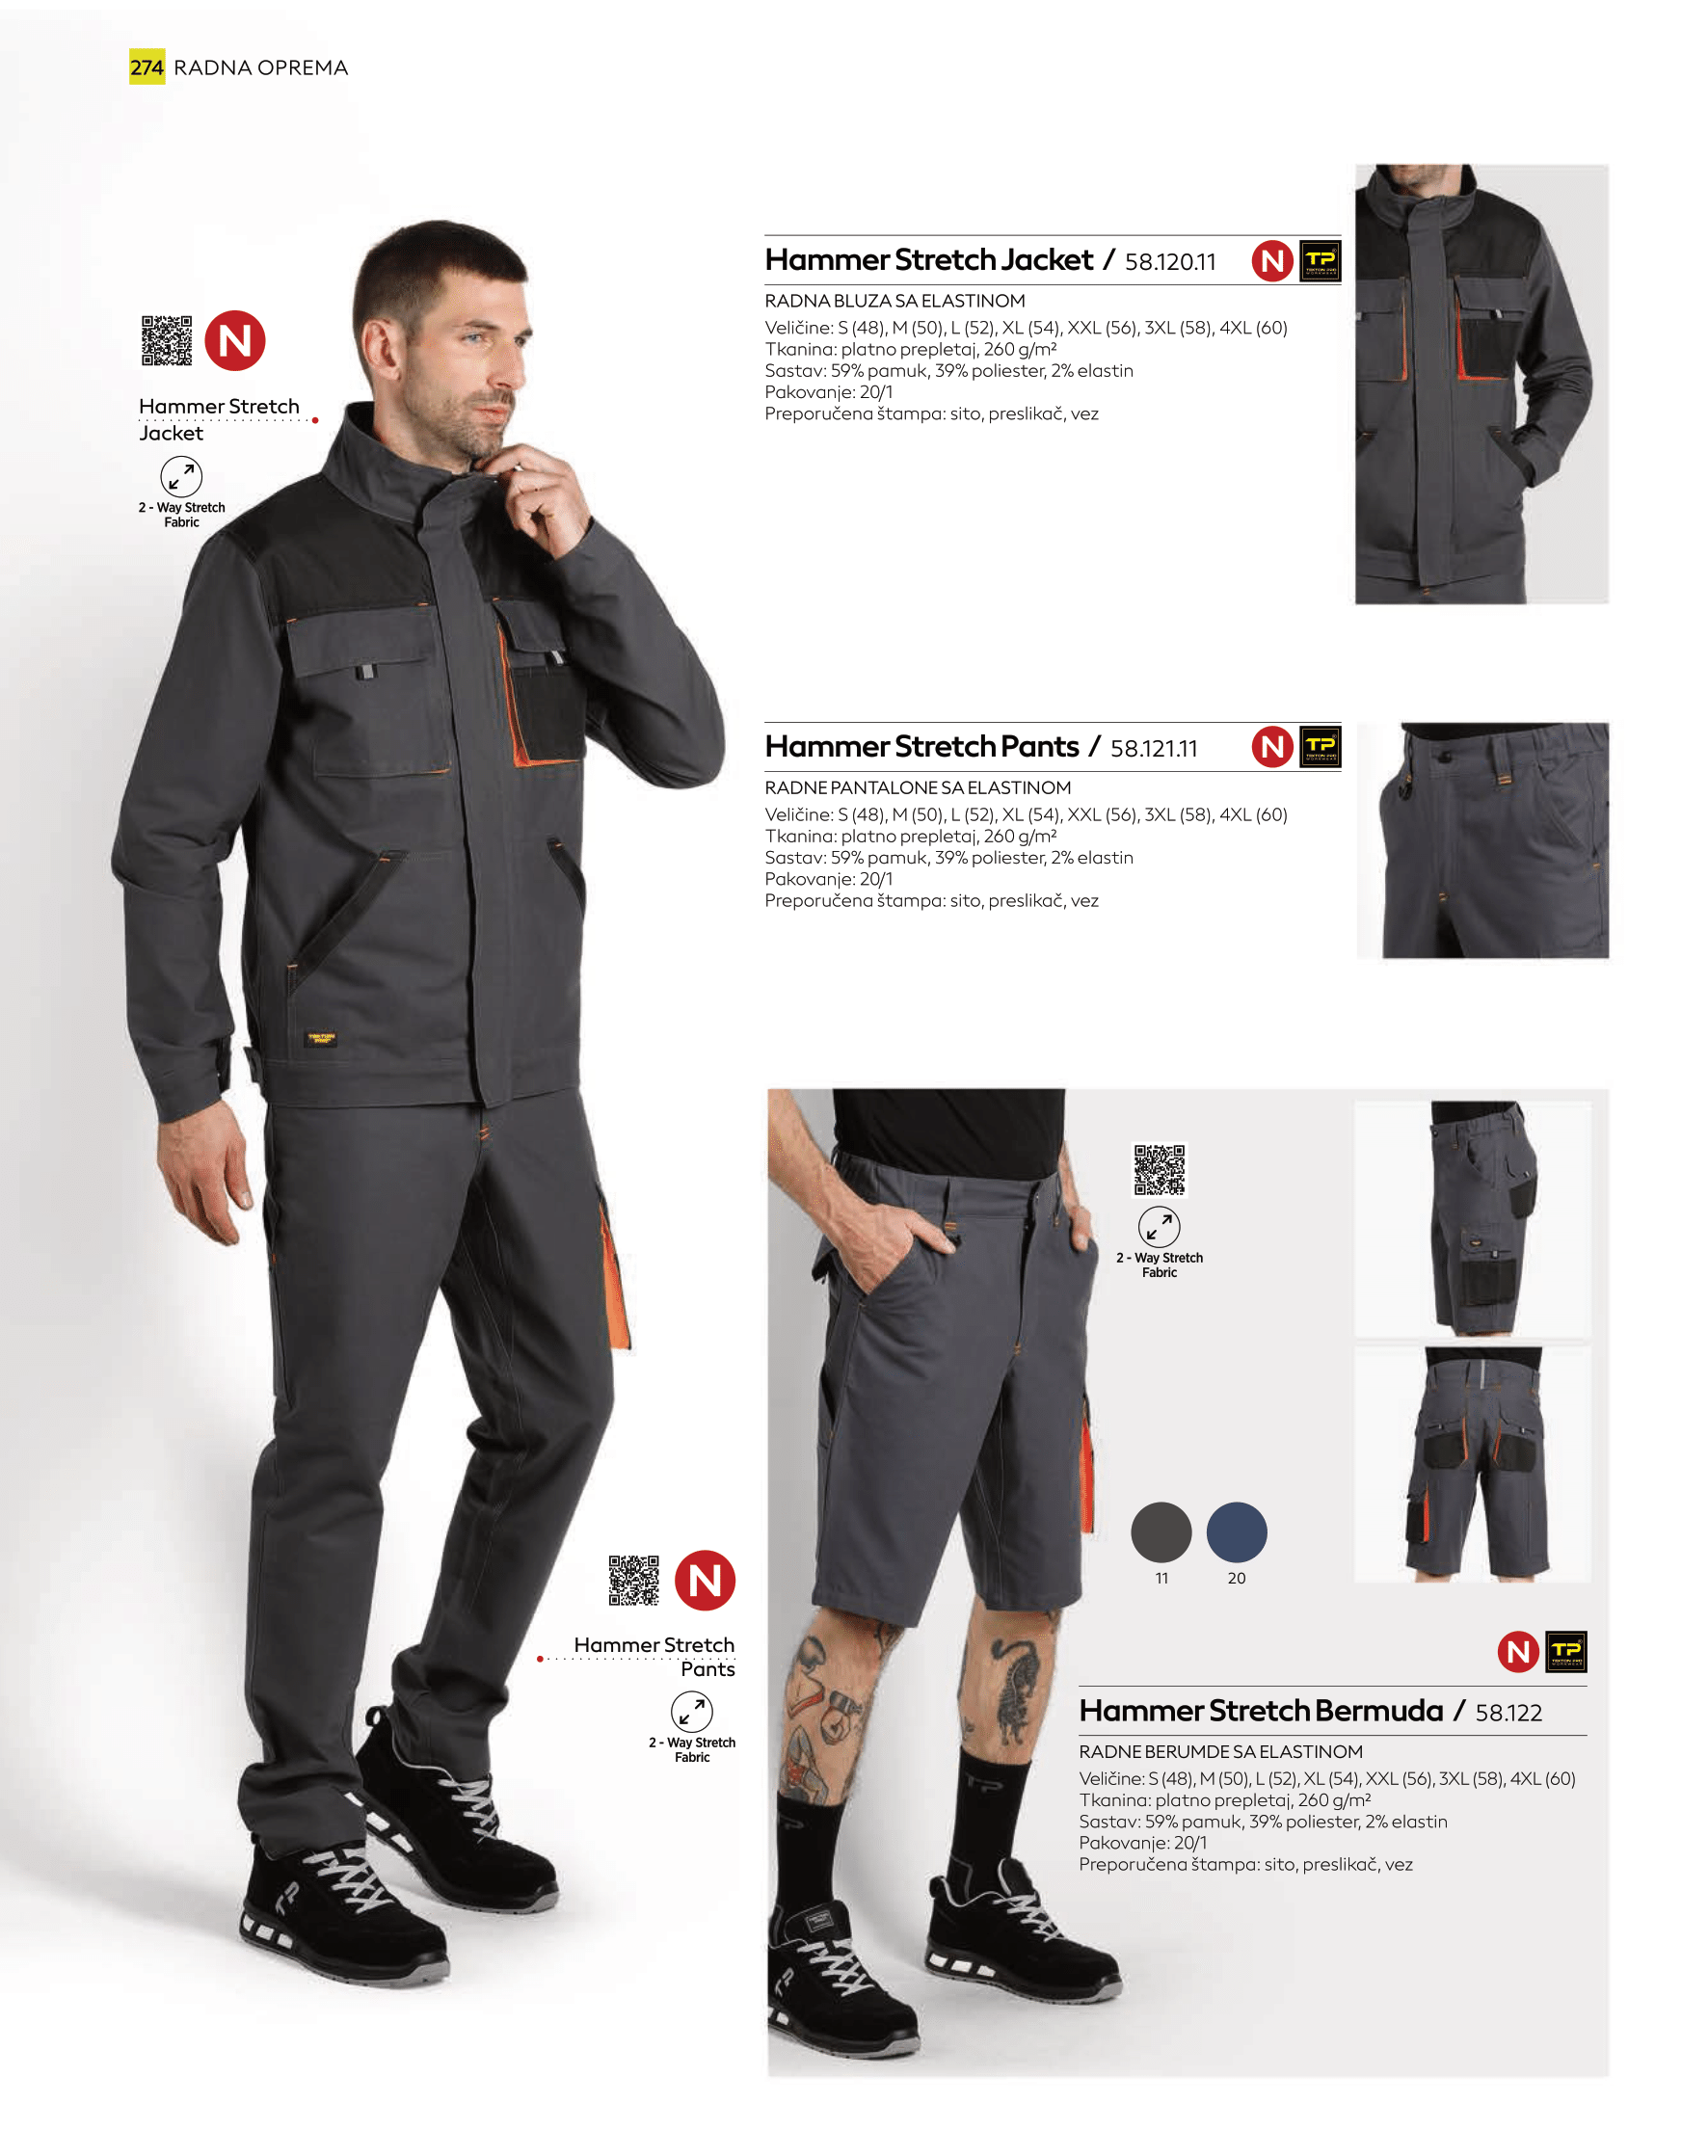 274 RADNA OPREMA
N
Hammer Stretch
Jacket
2 - Way Stretch
Fabric
Hammer Stretch Jacket / 58.120.11 N TP
RADNA BLUZA SA ELASTINOM
Veličine: S (48), M (50), L (52), XL (54), XXL (56), 3XL (58), 4XL (60)
Tkanina: platno prepletaj, 260 g/m²
Sastav: 59% pamuk, 39% poliester, 2% elastin
Pakovanje: 20/1
Preporučena štampa: sito, preslikač, vez
Hammer Stretch Pants / 58.121.11 N TP
RADNE PANTALONE SA ELASTINOM
Veličine: S (48), M (50), L (52), XL (54), XXL (56), 3XL (58), 4XL (60)
Tkanina: platno prepletaj, 260 g/m²
Sastav: 59% pamuk, 39% poliester, 2% elastin
Pakovanje: 20/1
Preporučena štampa: sito, preslikač, vez
2 - Way Stretch
Fabric
11 20
N
Hammer Stretch
Pants
2 - Way Stretch
Fabric
N TP
Hammer Stretch Bermuda / 58.122
RADNE BERUMDE SA ELASTINOM
Veličine: S (48), M (50), L (52), XL (54), XXL (56), 3XL (58), 4XL (60)
Tkanina: platno prepletaj, 260 g/m²
Sastav: 59% pamuk, 39% poliester, 2% elastin
Pakovanje: 20/1
Preporučena štampa: sito, preslikač, vez
TP
TP